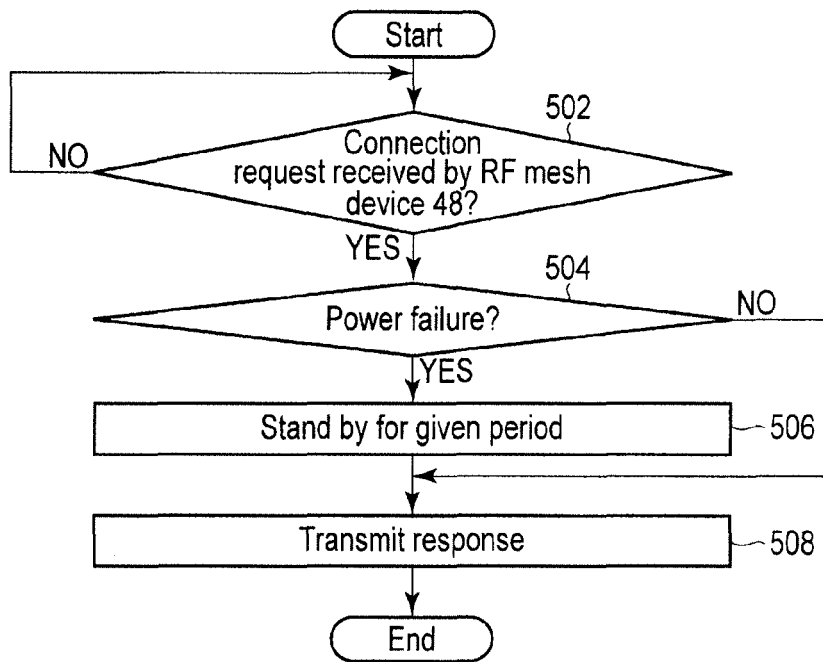 Start
502
Connection
request received by RF mesh
device 48?
NO
YES
504
Power failure?
NO
YES
Stand by for given period
506
Transmit response
508
End